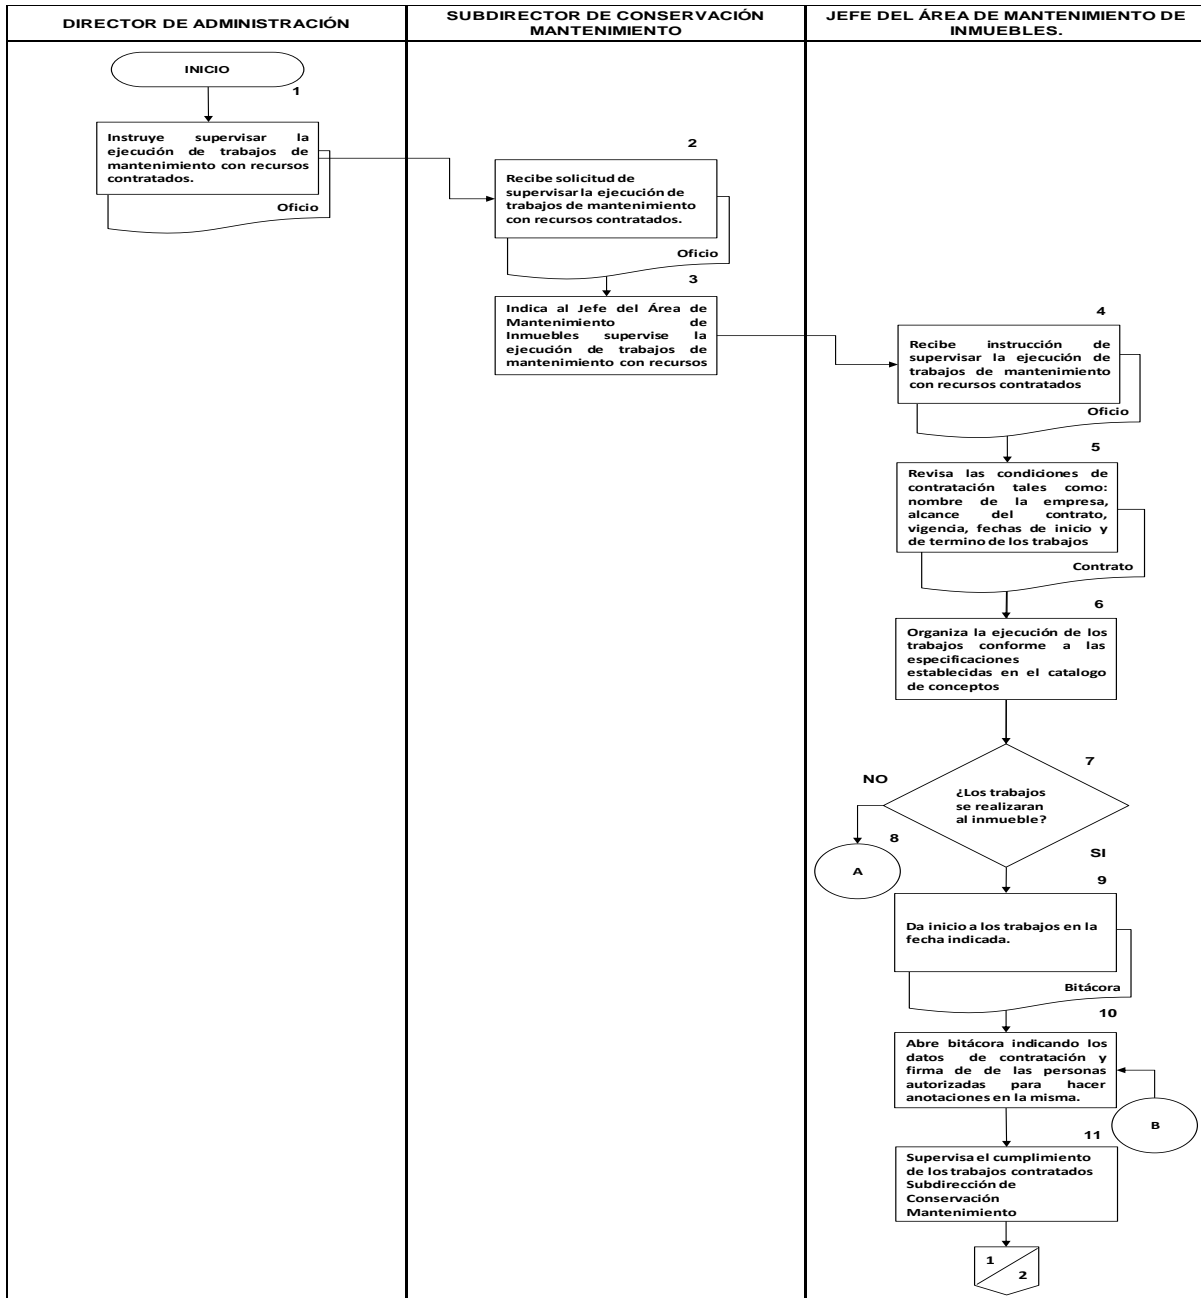 DIRECTOR DE ADMINISTRACIÓN
SUBDIRECTOR DE CONSERVACIÓN
MANTENIMIENTO
JEFE DEL ÁREA DE MANTENIMIENTO DE
INMUEBLES.
INICIO
1
Instruye supervisar la
ejecución de trabajos de
mantenimiento con recursos
contratados.
Oficio
2
Recibe solicitud de
supervisar la ejecución de
trabajos de mantenimiento
con recursos contratados.
Oficio
3
Indica al Jefe del Área de
Mantenimiento de
Inmuebles supervise la
ejecución de trabajos de
mantenimiento con recursos
4
Recibe instrucción de
supervisar la ejecución de
trabajos de mantenimiento
con recursos contratados
Oficio
5
Revisa las condiciones de
contratación tales como:
nombre de la empresa,
alcance del contrato,
vigencia, fechas de inicio y
de termino de los trabajos
Contrato
6
Organiza la ejecución de los
trabajos conforme a las
especificaciones
establecidas en el catalogo
de conceptos
7
NO
¿Los trabajos
se realizaran
al inmueble?
8
A
SI
9
Da inicio a los trabajos en la
fecha indicada.
Bitácora
10
Abre bitácora indicando los
datos de contratación y
firma de de las personas
autorizadas para hacer
anotaciones en la misma.
B
11
Supervisa el cumplimiento
de los trabajos contratados
Subdirección de
Conservación
Mantenimiento
1
2